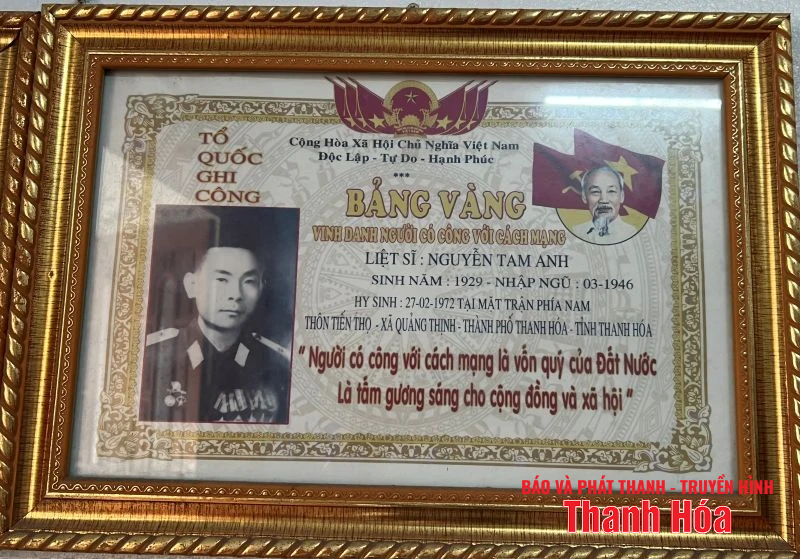 TỔ
QUỐC
GHI
CÔNG
Cộng Hòa Xã Hội Chủ Nghĩa Việt Nam
Độc Lập - Tự Do - Hạnh Phúc
***
BẢNG VÀNG
VINH DANH NGƯỜI CÓ CÔNG VỚI CÁCH MẠNG
LIỆT SĨ : NGUYỄN TAM ANH
SINH NĂM : 1929 - NHẬP NGŨ : 03-1946
HY SINH : 27-02-1972 TẠI MẶT TRẬN PHÍA NAM
THÔN TIẾN THỌ - XÃ QUẢNG THỊNH - THÀNH PHỐ THANH HÓA - TỈNH THANH HÓA
" Người có công với cách mạng là vốn quý của Đất Nước
Là tấm gương sáng cho cộng đồng và xã hội "
BÁO VÀ PHÁT THANH - TRUYỀN HÌNH
Thanh Hóa